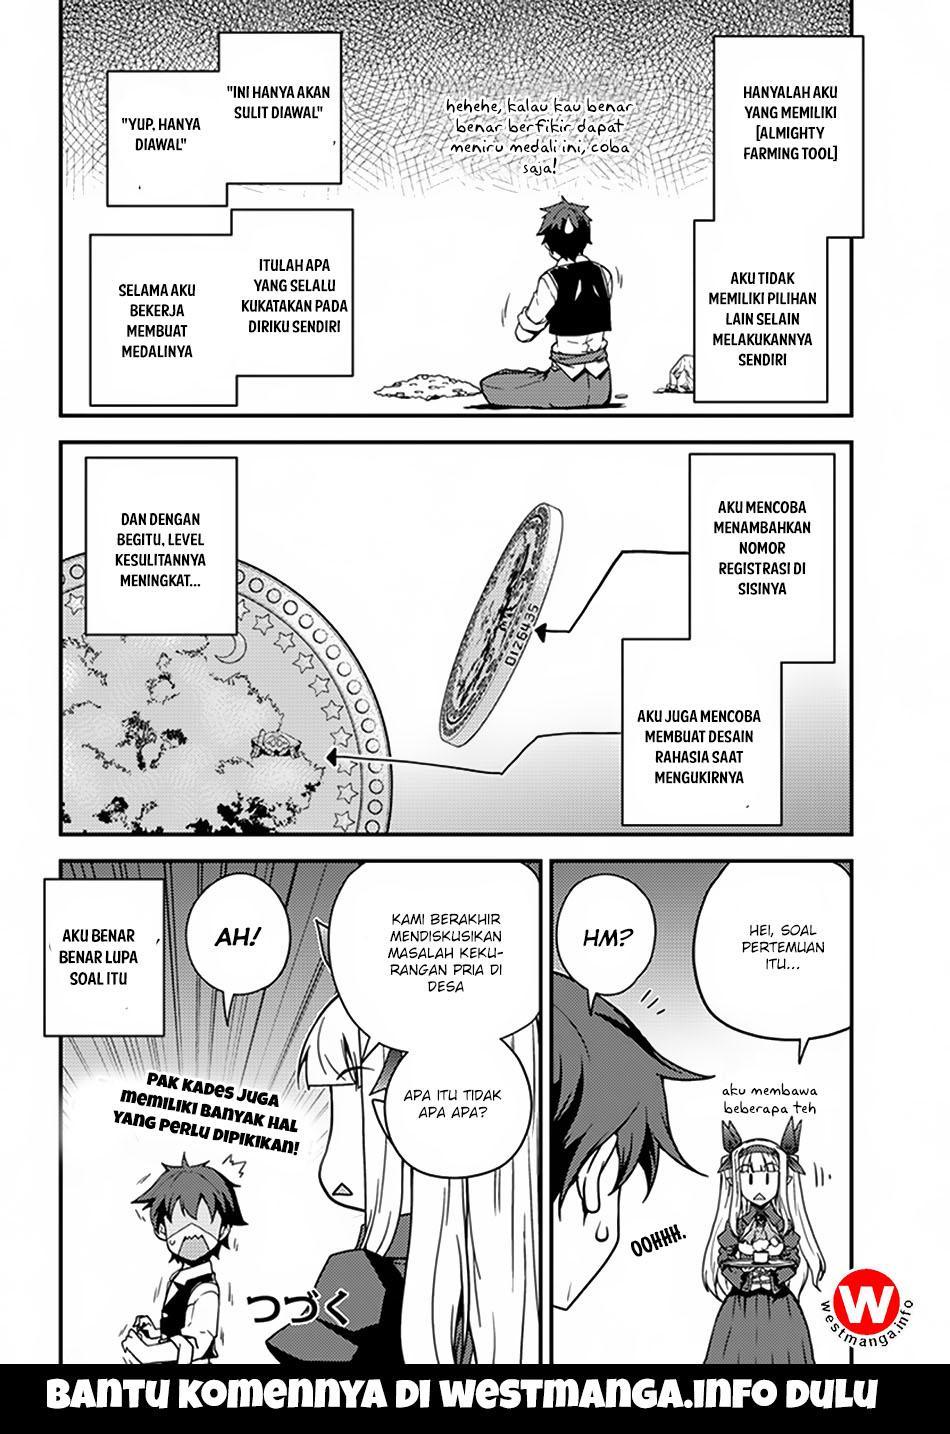 HANYALAH AKU
YANG MEMILIKI
[ALMIGHTY
FARMING TOOL]
AKU TIDAK
MEMILIKI PILIHAN
LAIN SELAIN
MELAKUKANNYA
SENDIRI
hehehe, kalau kau benar
benar berfikir dapat
meniru medali ini, coba
saja!
"INI HANYA AKAN
SULIT DIAWAL"
"YUP, HANYA
DIAWAL"
ITULAH APA
YANG SELALU
KUKATAKAN PADA
DIRIKU SENDIRI
SELAMA AKU
BEKERJA
MEMBUAT
MEDALINYA
AKU MENCOBA
MENAMBAHKAN
NOMOR
REGISTRASI DI
SISINYA
0126435
AKU JUGA MENCOBA
MEMBUAT DESAIN
RAHASIA SAAT
MENGUKIRNYA
DAN DENGAN
BEGITU, LEVEL
KESULITANNYA
MENINGKAT...
HEI, SOAL
PERTEMUAN
ITU...
HM?
aku membawa
beberapa teh
OOHHH.
KAMI BERAKHIR
MENDISKUSIKAN
MASALAH KEKU-
RANGAN PRIA DI
DESA
APA ITU TIDAK
APA APA?
AH!
AKU BENAR
BENAR LUPA
SOAL ITU
PAK KADES JUGA
MEMILIKI BANYAK HAL
YANG PERLU DIPIKIKAN!
つづく
W
westmanga.info
BANTU KOMENNYA DI WESTMANGA.INFO DULU